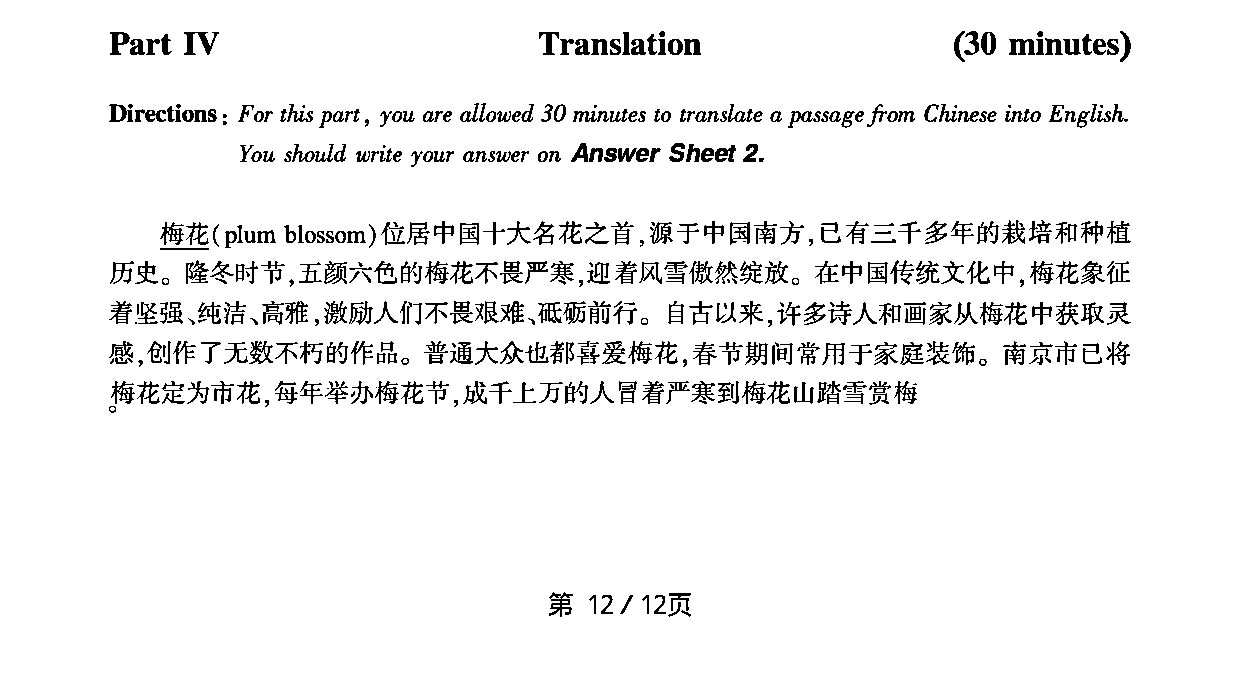 Part IV Translation (30 minutes)
Directions: For this part, you are allowed 30 minutes to translate a passage from Chinese into English.
You should write your answer on Answer Sheet 2.
梅花(plum blossom)位居中国十大名花之首,源于中国南方,已有三千多年的栽培和种植
历史。隆冬时节,五颜六色的梅花不畏严寒,迎着风雪傲然绽放。在中国传统文化中,梅花象征
着坚强、纯洁、高雅,激励人们不畏艰难、砥砺前行。自古以来,许多诗人和画家从梅花中获取灵
感,创作了无数不朽的作品。普通大众也都喜爱梅花,春节期间常用于家庭装饰。南京市已将
梅花定为市花,每年举办梅花节,成千上万的人冒着严寒到梅花山踏雪赏梅
。
第 12 / 12页